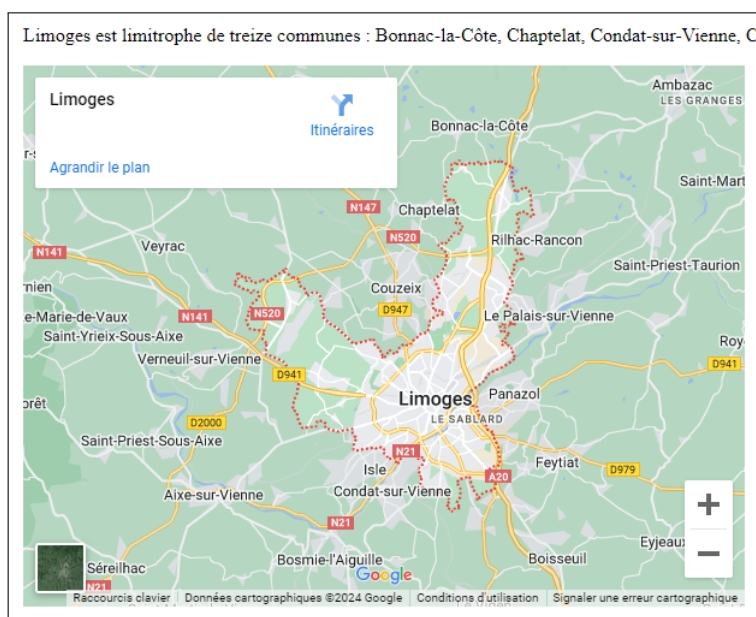 Limoges est limitrophe de treize communes : Bonnac-la-Côte, Chaptelat, Condat-sur-Vienne, C
Limoges
Itinéraires
Agrandir le plan
Ambazac
LES GRANGES
Bonnac-la-Côte
Saint-Mart
N147
Chaptelat
N520
Rilhac-Rancon
Veyrac
N141
Saint-Priest-Taurion
Couzeix
nien
D947
N520
N141
e-Marie-de-Vaux
Le Palais-sur-Vienne
Saint-Yrieix-Sous-Aixe
Roy
Verneuil-sur-Vienne
D941
D941
Panazol
Limoges
orêt
LE SABLARD
D2000
Saint-Priest-Sous-Aixe
N21
Feytiat
Isle
D979
A20
Condat-sur-Vienne
Aixe-sur-Vienne
N21
Eyjeaux
Bosmie-l'Aiguille
Boisseuil
Séreilhac
Google
N21
Raccourcis clavier
Données cartographiques ©2024 Google
Conditions d'utilisation
Signaler une erreur cartographique